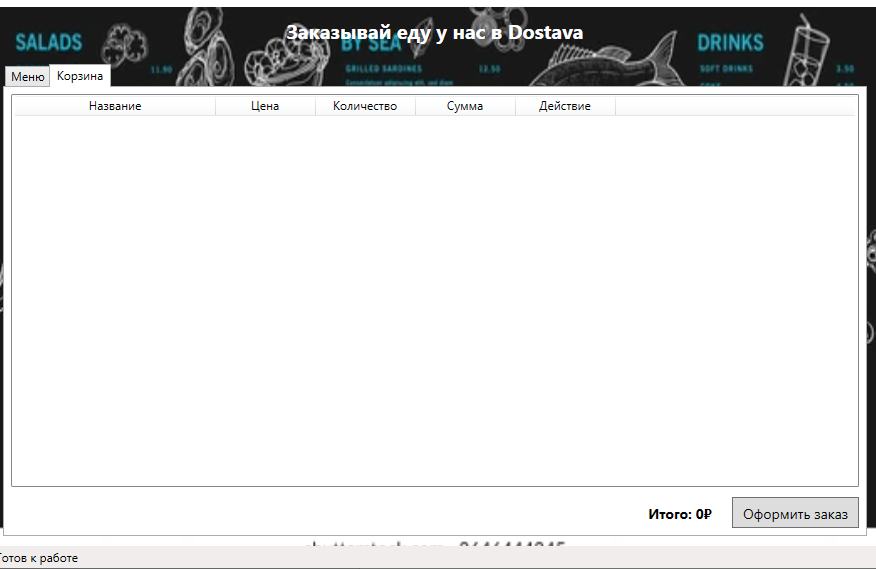 Заказывай еду у нас в Dostava
SALADS
BY SEA
DRINKS
11.90
GRILLED SARDINES 12.50
SOFT DRINKS 3.50
Меню Корзина
Название Цена Количество Сумма Действие
Итого: 0₽ Оформить заказ
Готов к работе